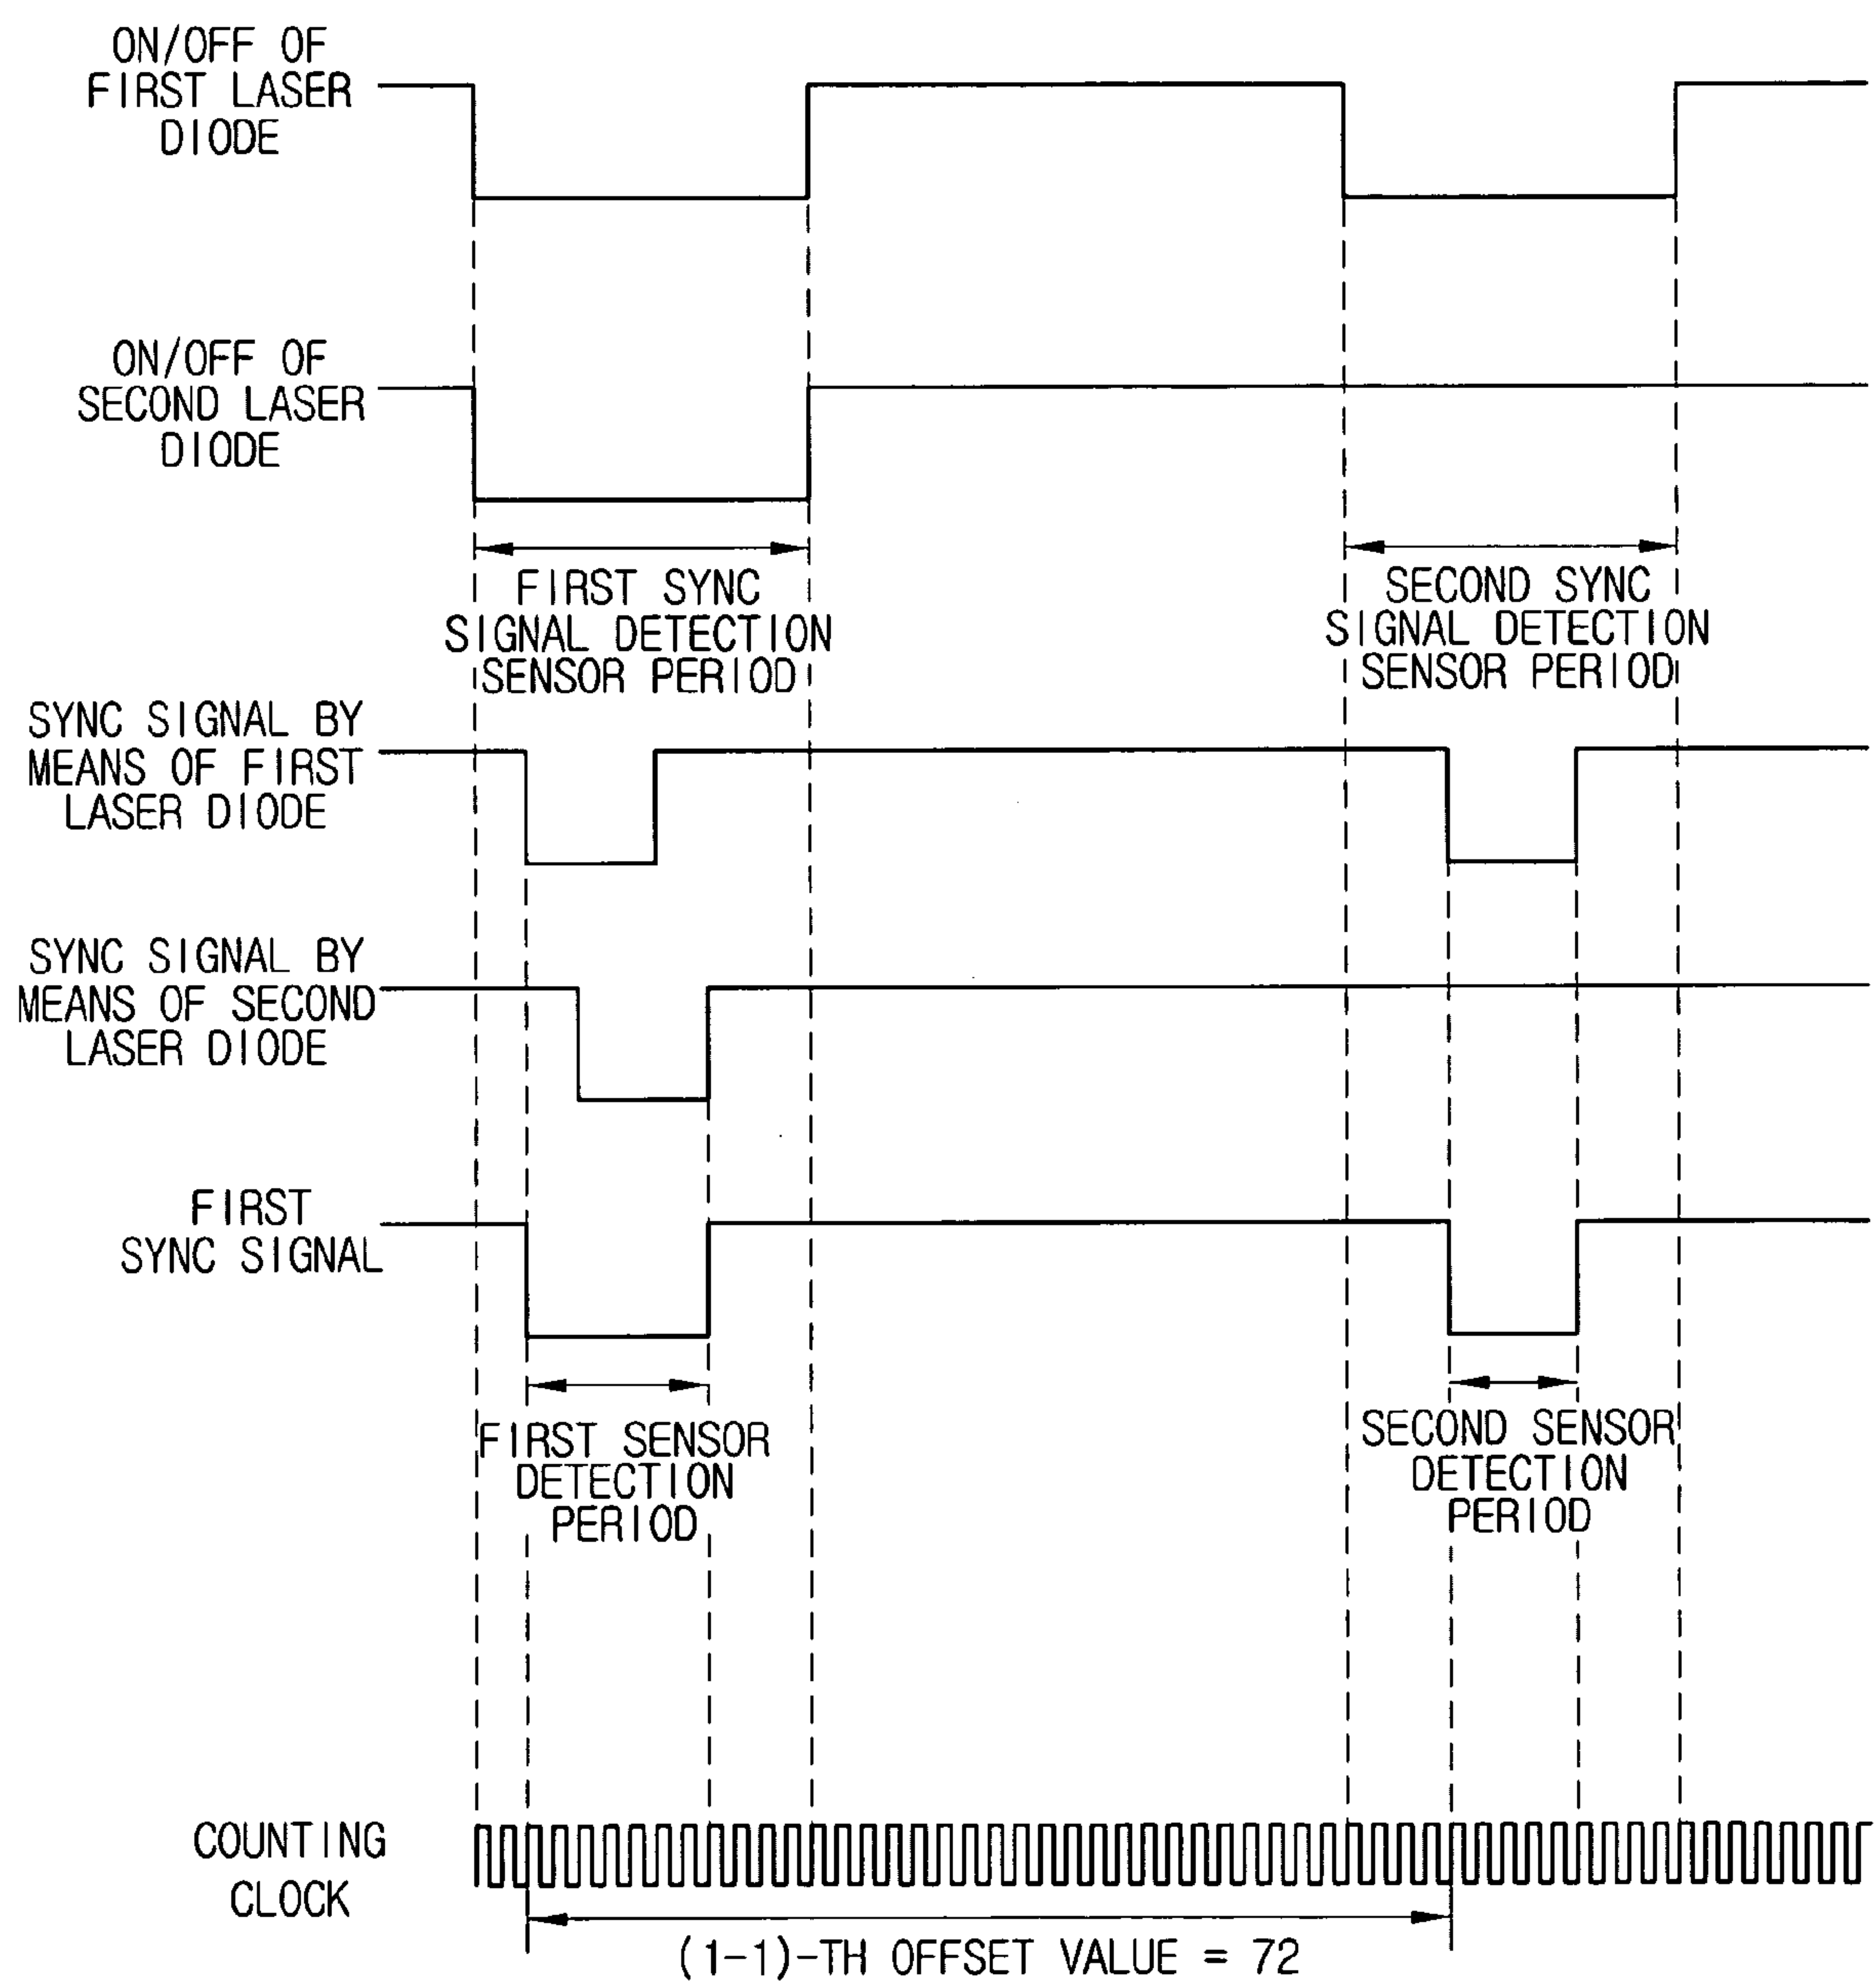 ON/OFF OF
FIRST LASER
DIODE
ON/OFF OF
SECOND LASER
DIODE
FIRST SYNC
SIGNAL DETECTION
SENSOR PERIOD
SECOND SYNC
SIGNAL DETECTION
SENSOR PERIOD
SYNC SIGNAL BY
MEANS OF FIRST
LASER DIODE
SYNC SIGNAL BY
MEANS OF SECOND
LASER DIODE
FIRST
SYNC SIGNAL
FIRST SENSOR
DETECTION
PERIOD
SECOND SENSOR
DETECTION
PERIOD
COUNTING
CLOCK
(1-1)-TH OFFSET VALUE = 72